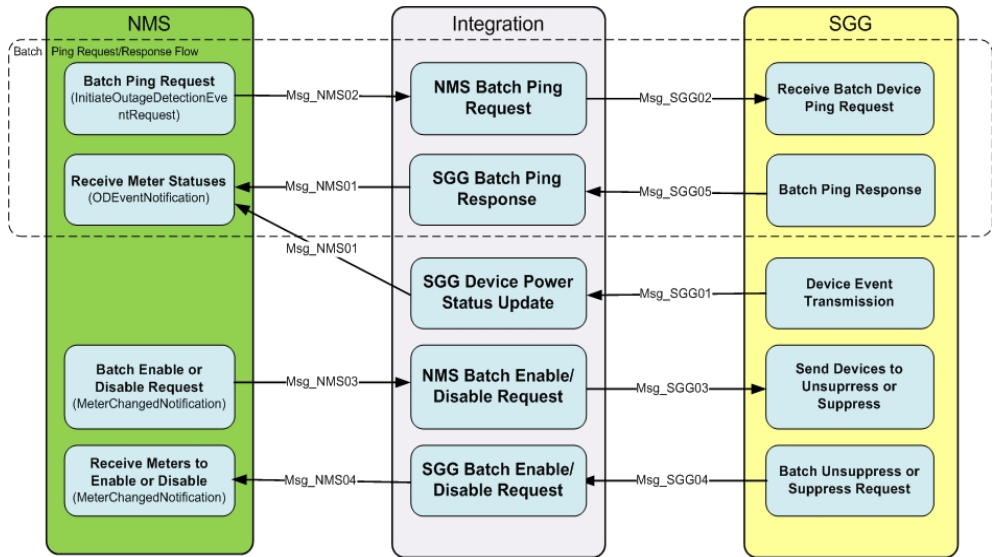 NMS
Integration
SGG
Batch Ping Request/Response Flow
Batch Ping Request
(InitiateOutageDetectionEve
ntRequest)
Msg_NMS02
NMS Batch Ping
Request
Msg_SGG02
Receive Batch Device
Ping Request
Receive Meter Statuses
(ODEventNotification)
Msg_NMS01
SGG Batch Ping
Response
Msg_SGG05
Batch Ping Response
Msg_NMS01
SGG Device Power
Status Update
Msg_SGG01
Device Event
Transmission
Batch Enable or
Disable Request
(MeterChangedNotification)
Msg_NMS03
NMS Batch Enable/
Disable Request
Msg_SGG03
Send Devices to
Unsupress or
Suppress
Receive Meters to
Enable or Disable
(MeterChangedNotification)
Msg_NMS04
SGG Batch Enable/
Disable Request
Msg_SGG04
Batch Unsuppress or
Suppress Request